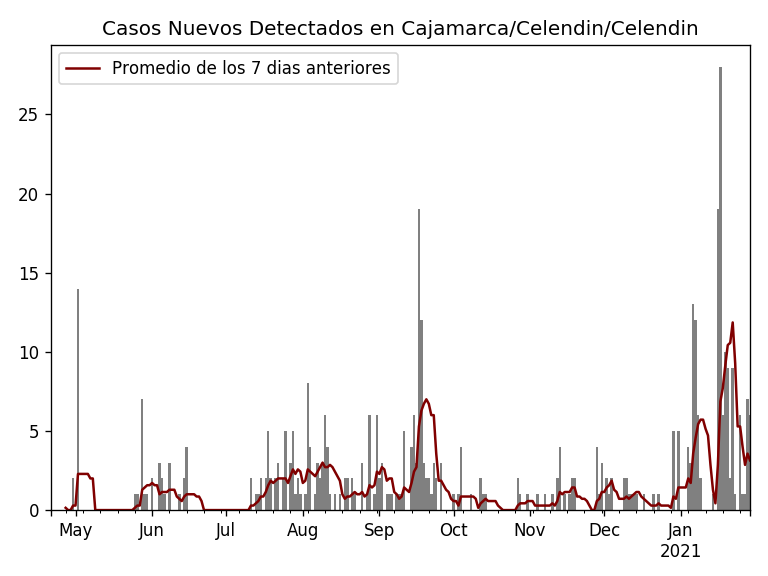 Casos Nuevos Detectados en Cajamarca/Celendin/Celendin
Promedio de los 7 dias anteriores
25
20
15
10
5
0
May Jun Jul Aug Sep Oct Nov Dec Jan
2021